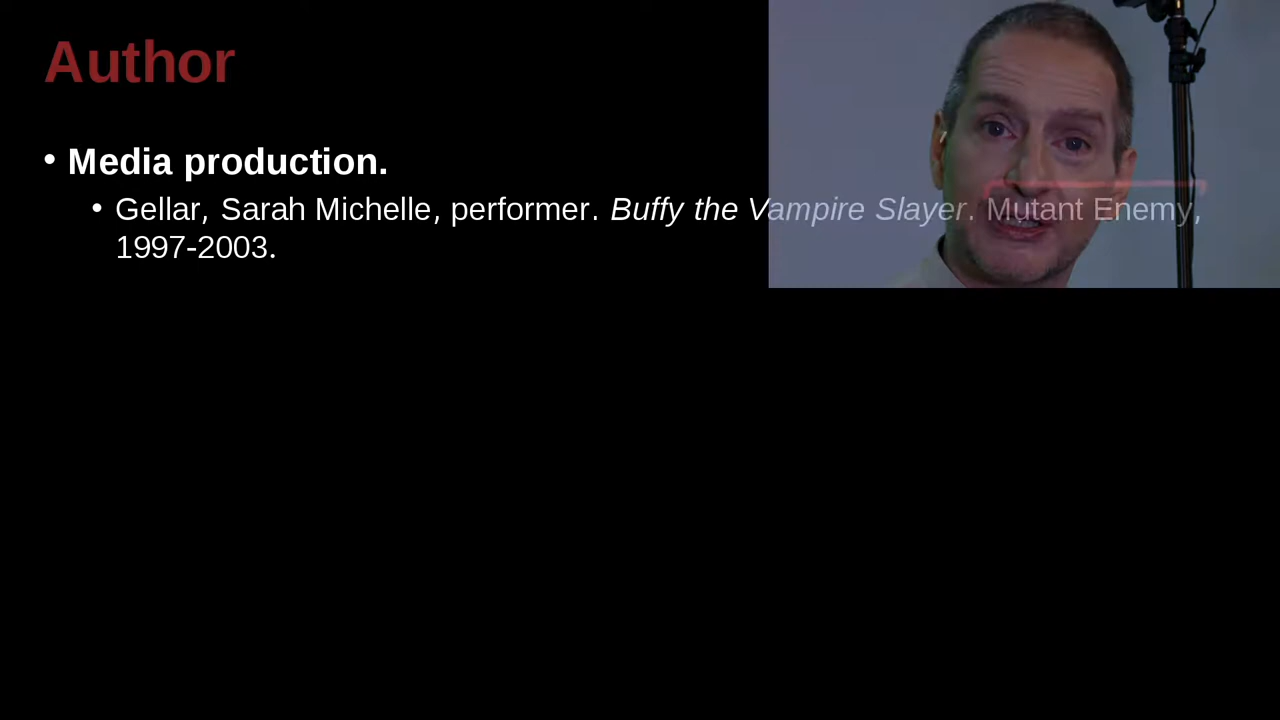 Author
• Media production.
• Gellar, Sarah Michelle, performer. Buffy the Vampire Slayer. Mutant Enemy,
1997-2003.